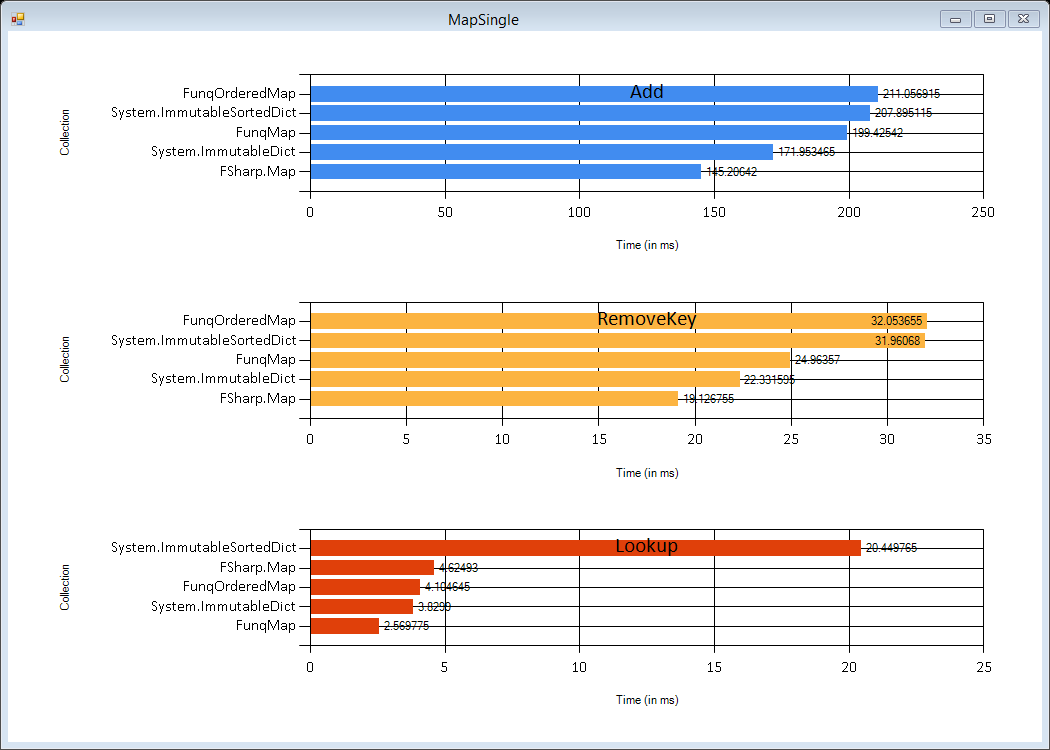 MapSingle
Add
Collection
FunqOrderedMap 211.056915
System.ImmutableSortedDict 207.895115
FunqMap 199.42542
System.ImmutableDict 171.953465
FSharp.Map 145.20642
0 50 100 150 200 250
Time (in ms)
RemoveKey
Collection
FunqOrderedMap 32.053655
System.ImmutableSortedDict 31.96068
FunqMap 24.96357
System.ImmutableDict 22.331595
FSharp.Map 19.126755
0 5 10 15 20 25 30 35
Time (in ms)
Lookup
Collection
System.ImmutableSortedDict 20.449765
FSharp.Map 4.62493
FunqOrderedMap 4.104645
System.ImmutableDict 3.8299
FunqMap 2.569775
0 5 10 15 20 25
Time (in ms)